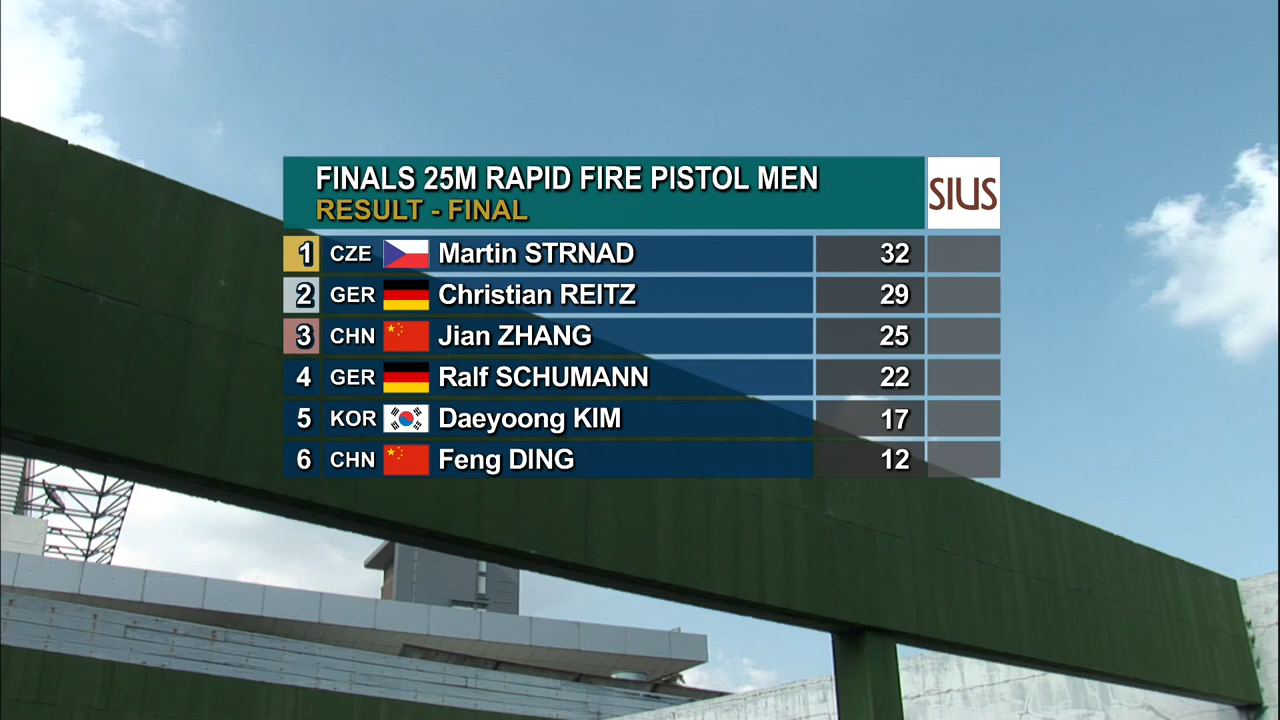 FINALS 25M RAPID FIRE PISTOL MEN
RESULT - FINAL
SIUS
1 CZE Martin STRNAD 32
2 GER Christian REITZ 29
3 CHN Jian ZHANG 25
4 GER Ralf SCHUMANN 22
5 KOR Daeyoong KIM 17
6 CHN Feng DING 12